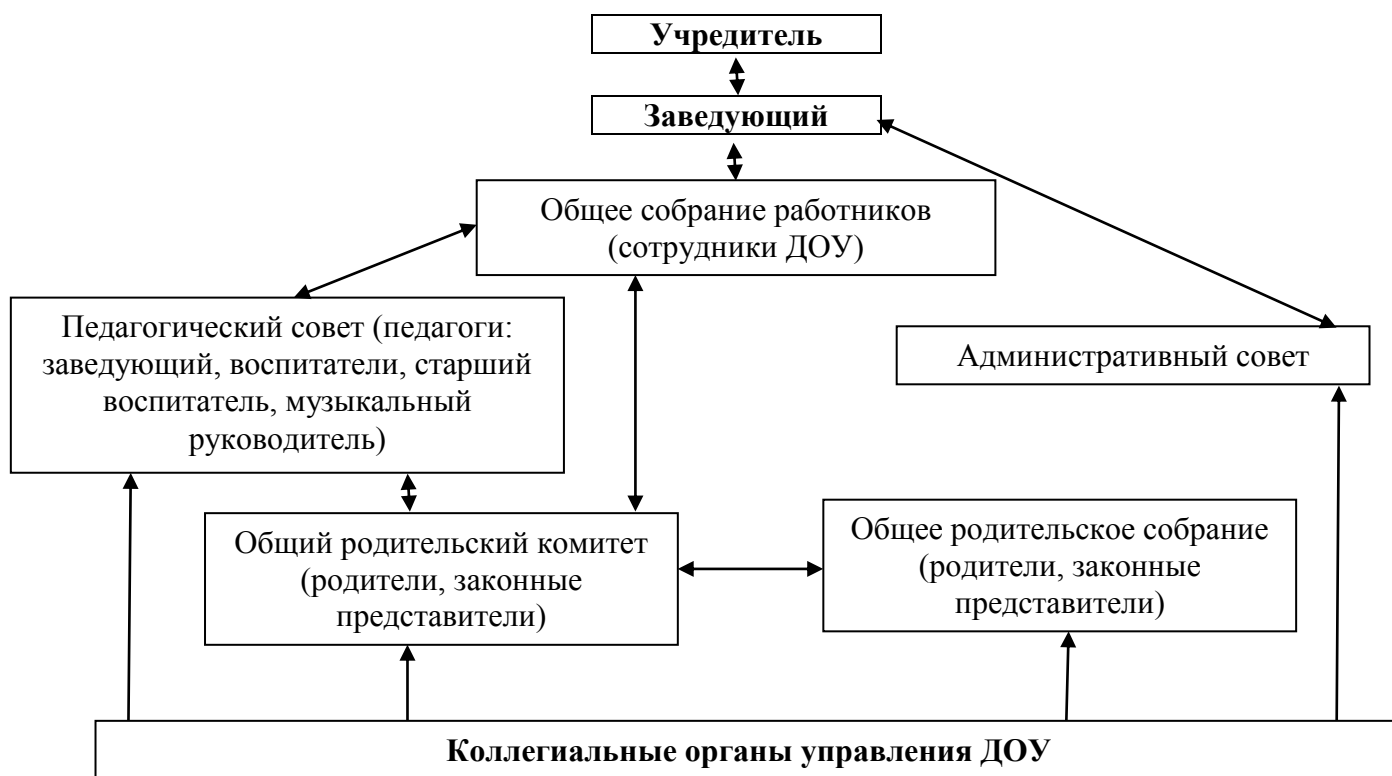 Учредитель
Заведующий
Общее собрание работников
(сотрудники ДОУ)
Педагогический совет (педагоги:
заведующий, воспитатели, старший
воспитатель, музыкальный
руководитель)
Административный совет
Общий родительский комитет
(родители, законные
представители)
Общее родительское собрание
(родители, законные
представители)
Коллегиальные органы управления ДОУ